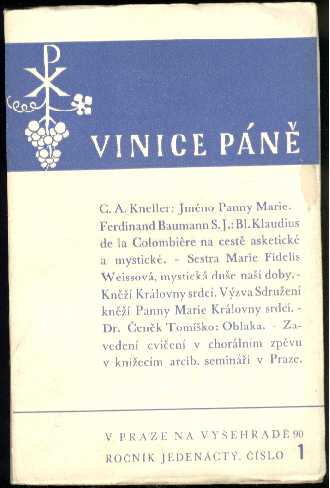 VINICE PÁNĚ
C. A. Kneller: Jméno Panny Marie.
Ferdinand Baumann S. J.: Bl. Klaudius
de la Colombière na cestě asketické
a mystické. - Sestra Marie Fidelis
Weissová, mystická duše naší doby. -
Kněží Královny srdcí. Výzva Sdružení
kněží Panny Marie Královny srdcí. -
Dr. Čeněk Tomíško: Oblaka. - Za-
vedení cvičení v chorálním zpěvu
v knížecím arcib. semináři v Praze.
V PRAZE NA VYŠEHRADĚ 90
ROČNÍK JEDENÁCTÝ. ČÍSLO 1